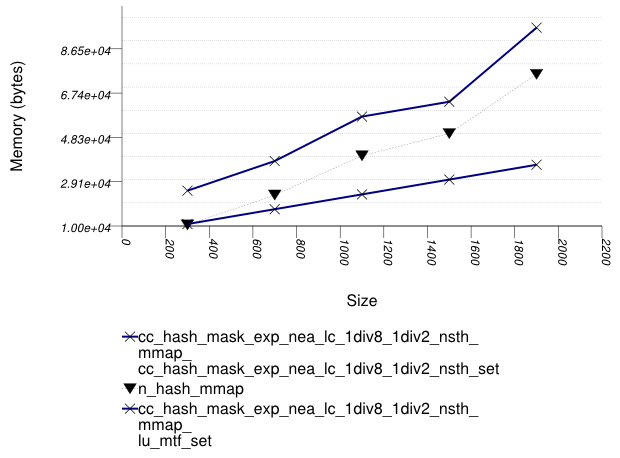 Memory (bytes)
8.65e+04
6.74e+04
4.83e+04
2.91e+04
1.00e+04
0
200
400
600
800
1000
1200
1400
1600
1800
2000
2200
Size
cc_hash_mask_exp_nea_lc_1div8_1div2_nsth_
mmap_
cc_hash_mask_exp_nea_lc_1div8_1div2_nsth_set
n_hash_mmap
cc_hash_mask_exp_nea_lc_1div8_1div2_nsth_
mmap_
lu_mtf_set